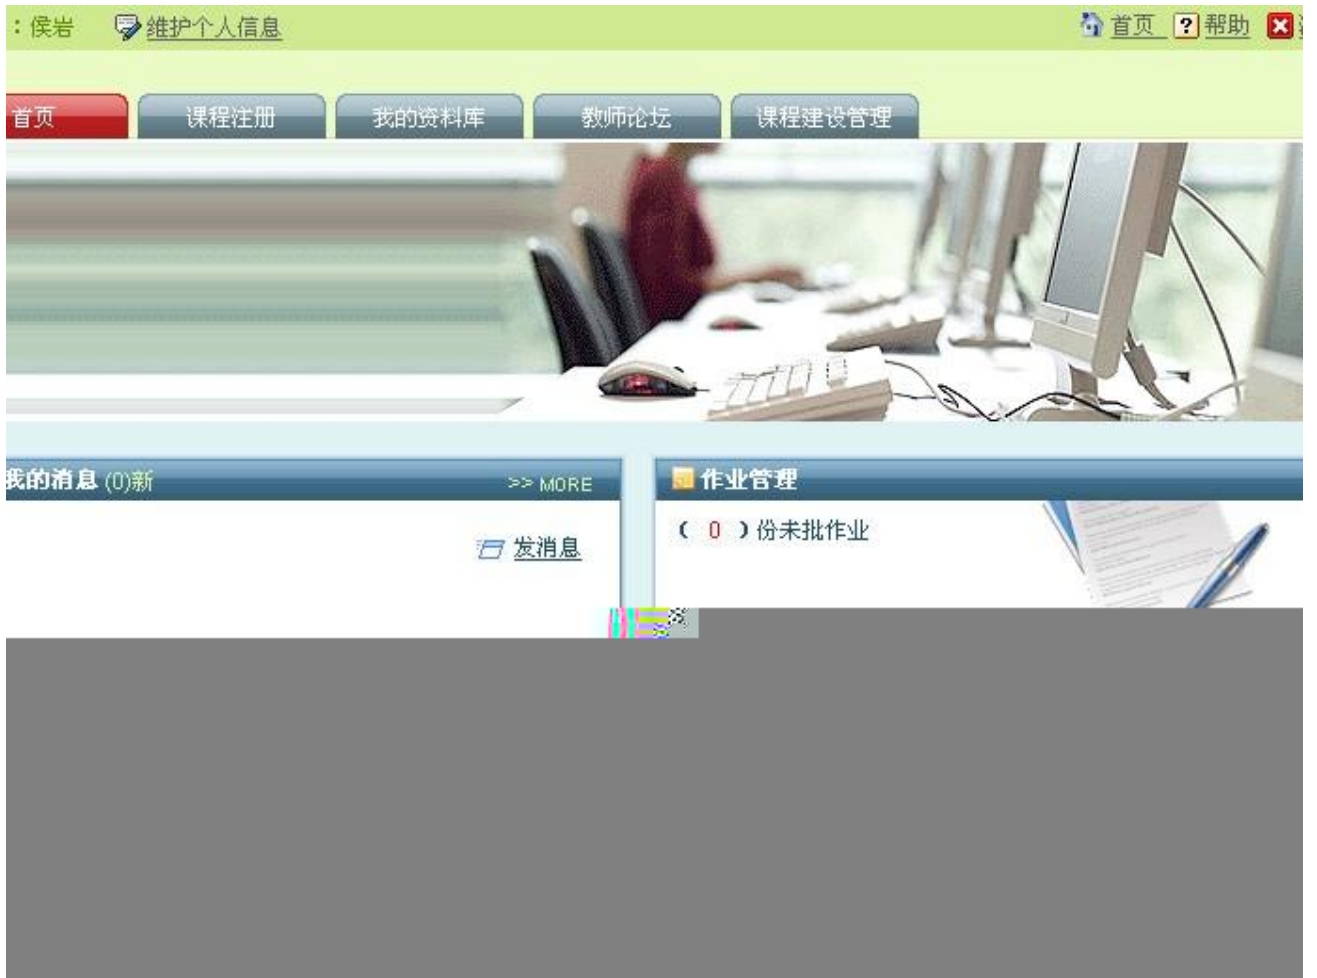 ：侯岩 维护个人信息 首页 ? 帮助
首页 课程注册 我的资料库 教师论坛 课程建设管理
我的消息 (0)新 >> MORE 作业管理
( 0 ) 份未批作业
发消息